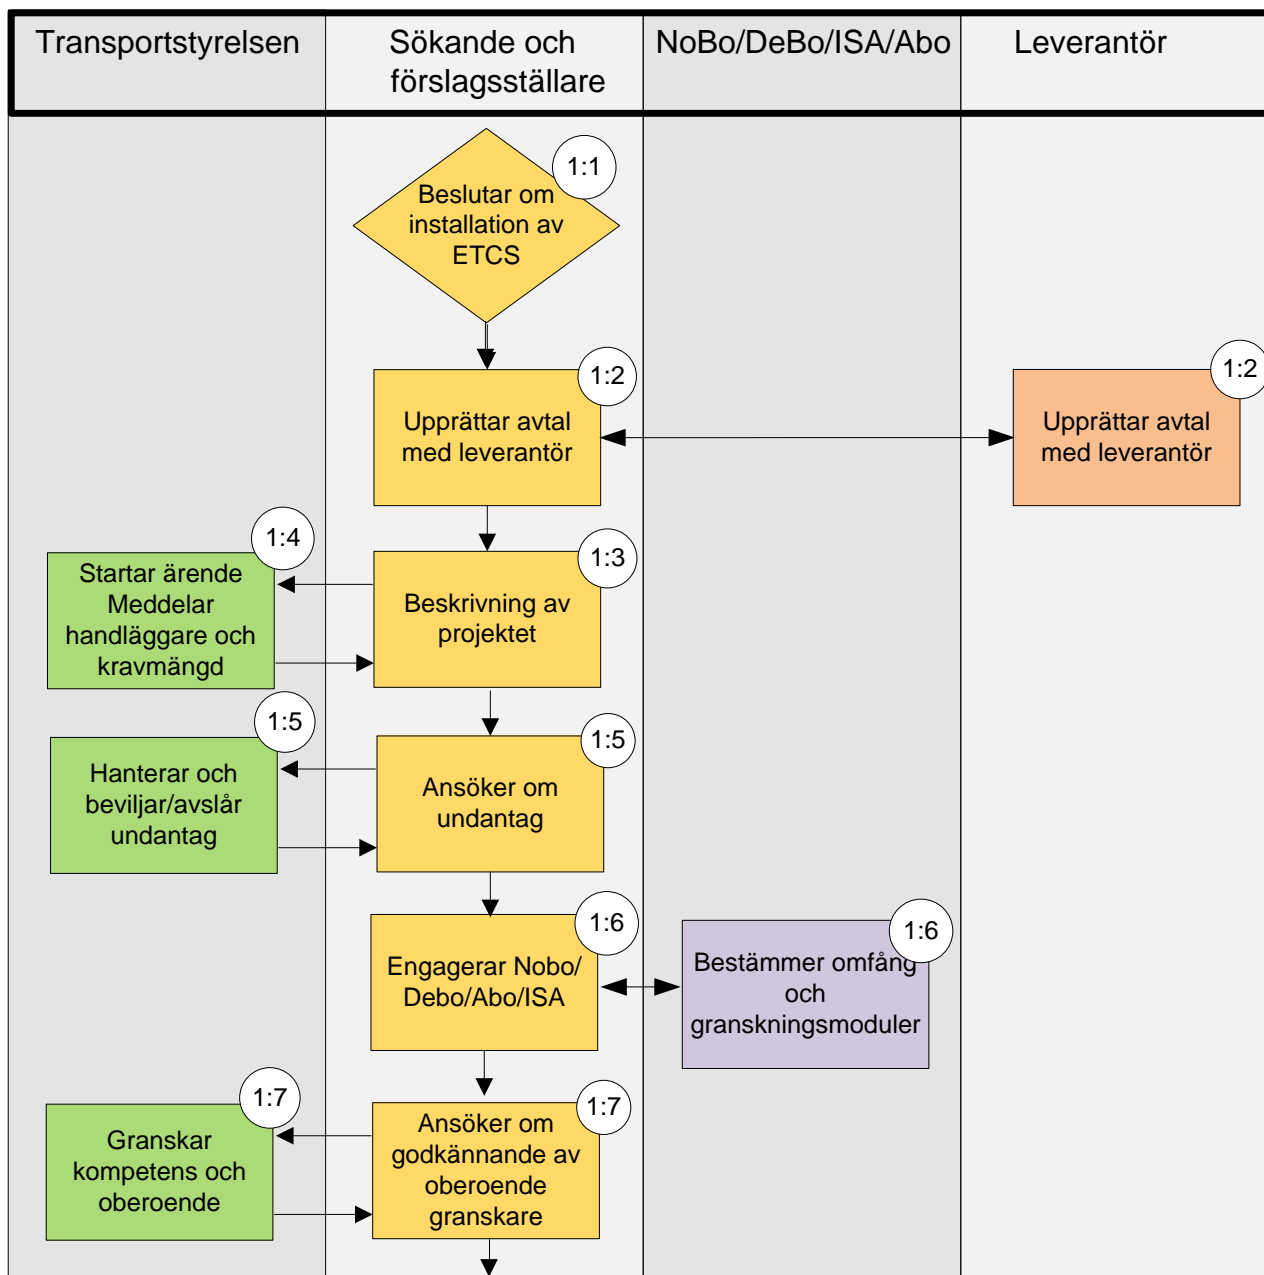 Transportstyrelsen
Sökande och
förslagsställare
NoBo/DeBo/ISA/Abo
Leverantör
1:1
Beslutar om
installation av
ETCS
1:2
Upprättar avtal
med leverantör
1:2
Upprättar avtal
med leverantör
1:4
Startar ärende
Meddelar
handläggare och
kravmängd
1:3
Beskrivning av
projektet
1:5
Hanterar och
beviljar/avslår
undantag
1:5
Ansöker om
undantag
1:6
Engagerar Nobo/
Debo/Abo/ISA
1:6
Bestämmer omfång
och
granskningsmoduler
1:7
Granskar
kompetens och
oberoende
1:7
Ansöker om
godkännande av
oberoende
granskare